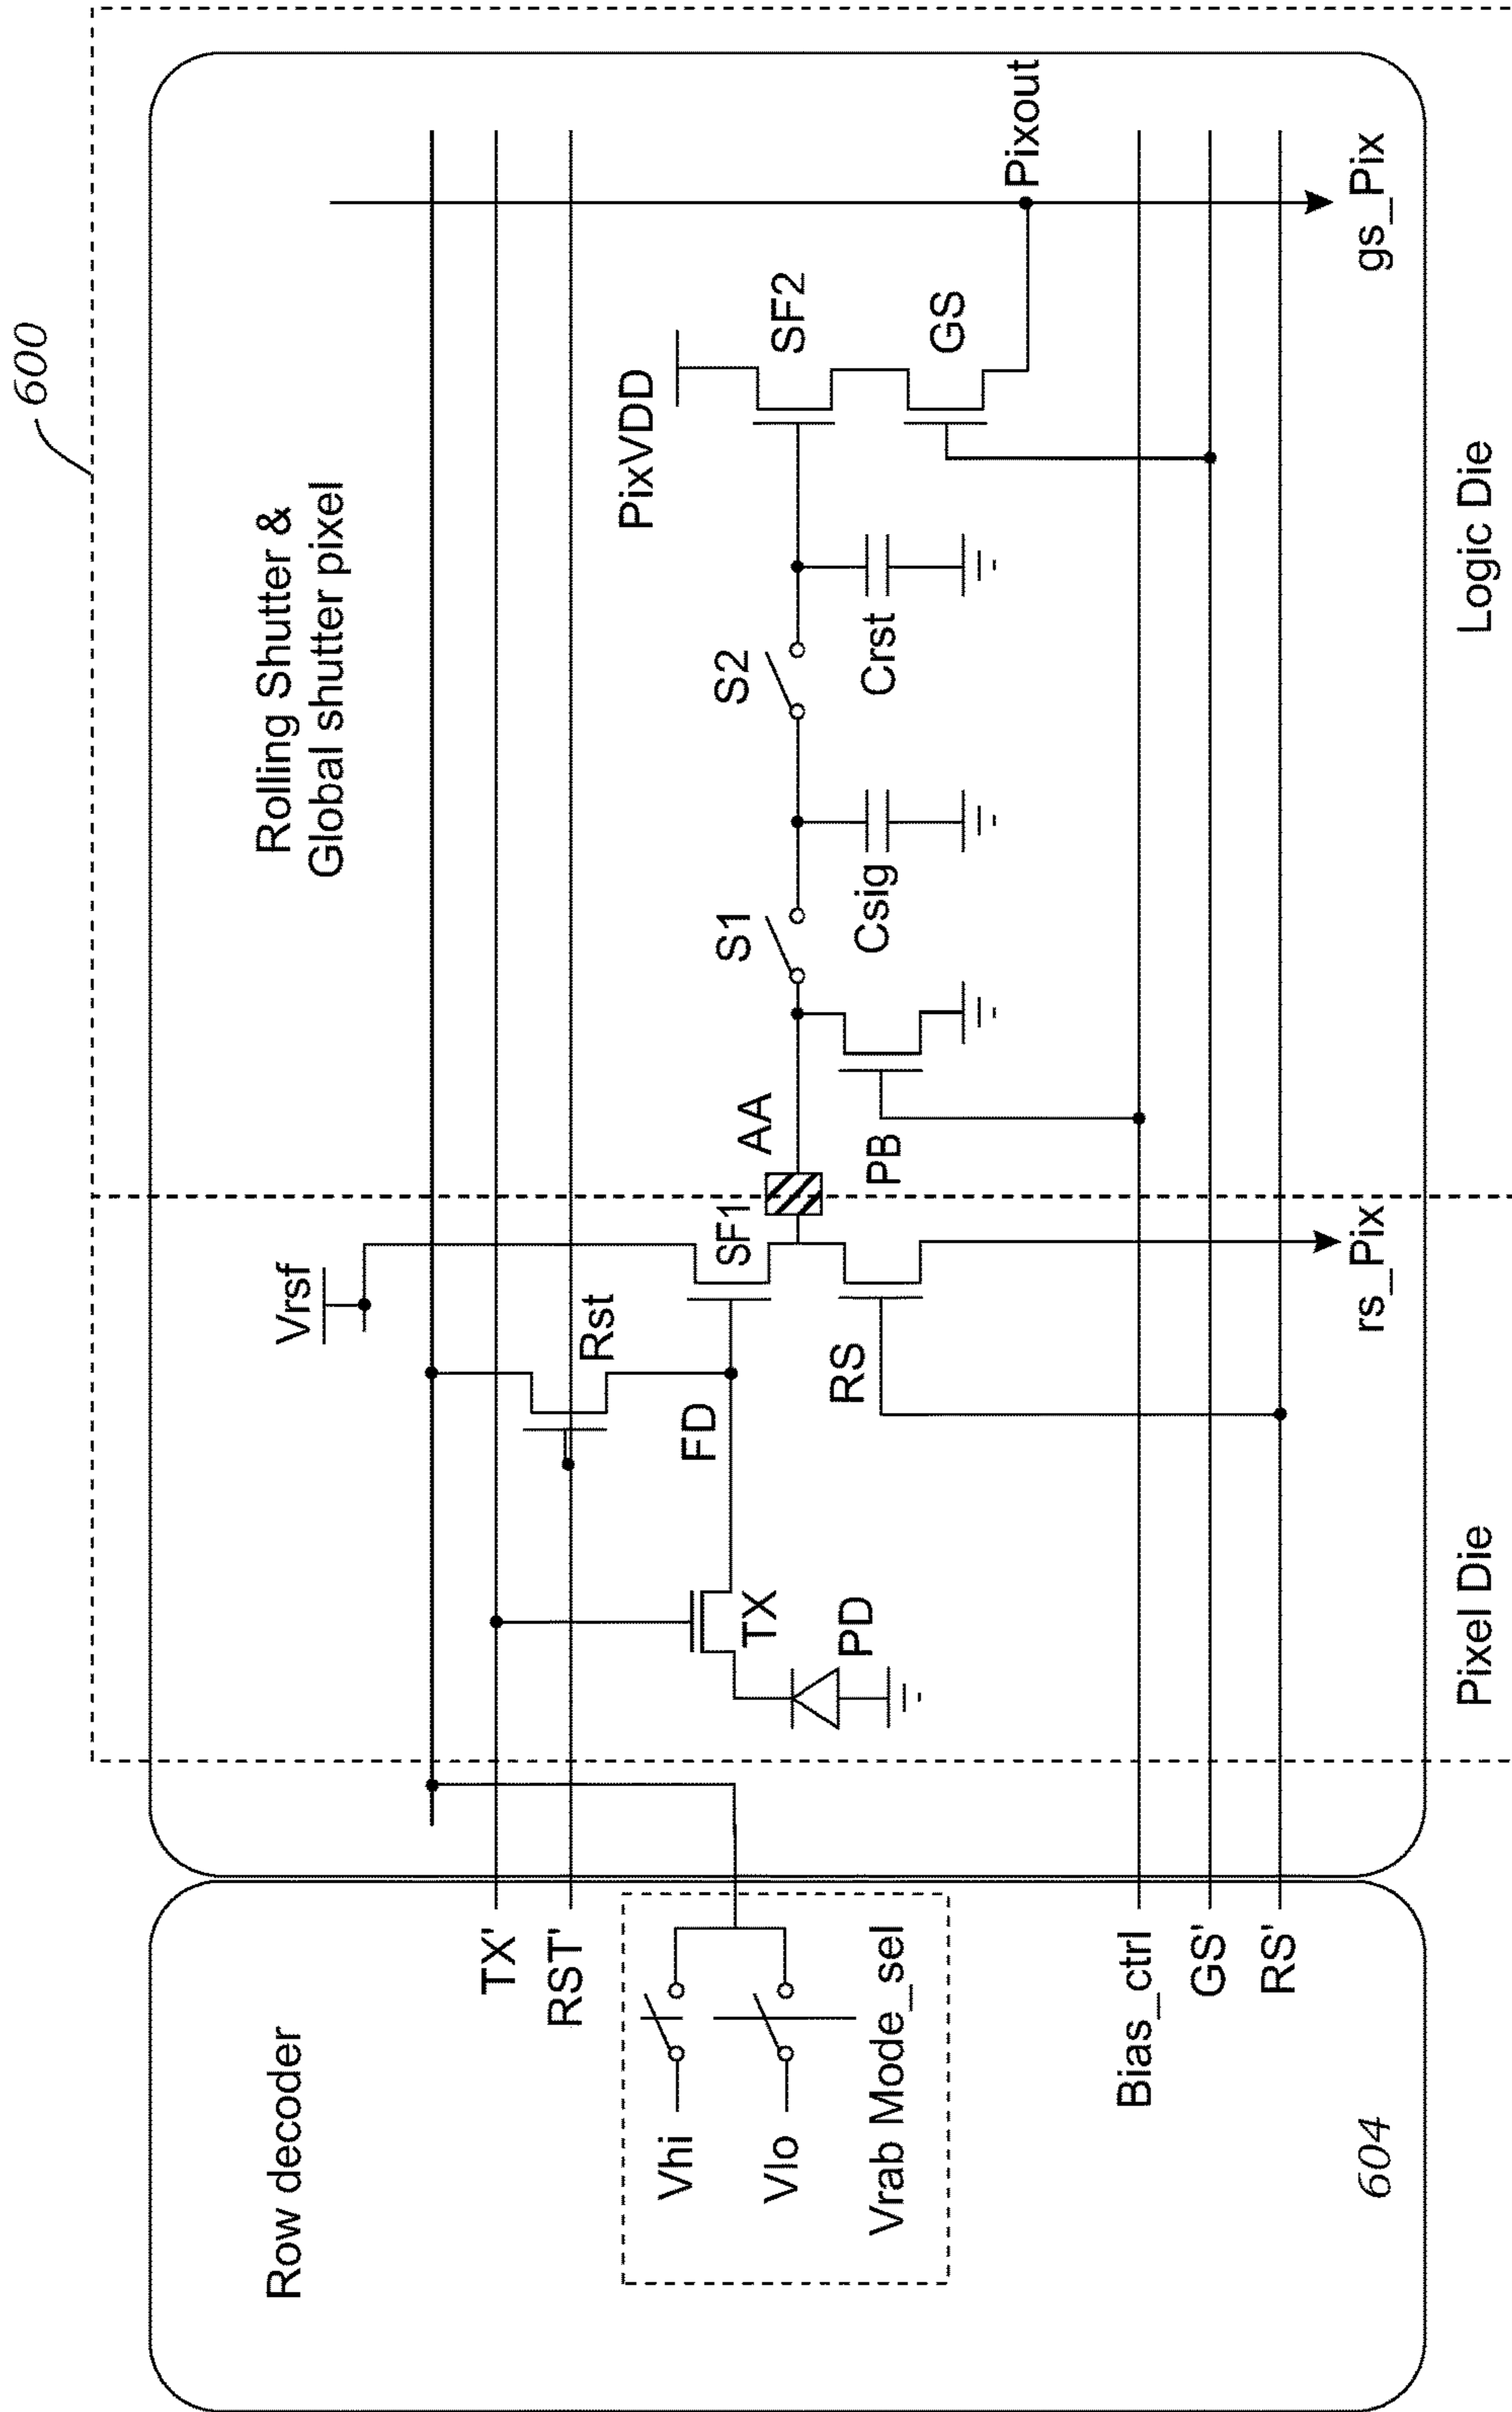 600
Row decoder
TX'
RST'
Vhi
Vlo
Vrab Mode_sel
Bias_ctrl
GS'
RS'
604
Rolling Shutter &
Global shutter pixel
Vrsf
Rst
FD
SF1
TX
PD
RS
rs_Pix
AA
PB
S1
Csig
S2
Crst
PixVDD
SF2
GS
Pixout
gs_Pix
Pixel Die
Logic Die